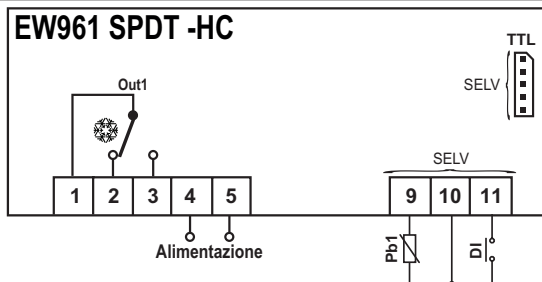 EW961 SPDT -HC
TTL
SELV
Out1
SELV
1 2 3 4 5
9 10 11
Alimentazione
Pb1
DI